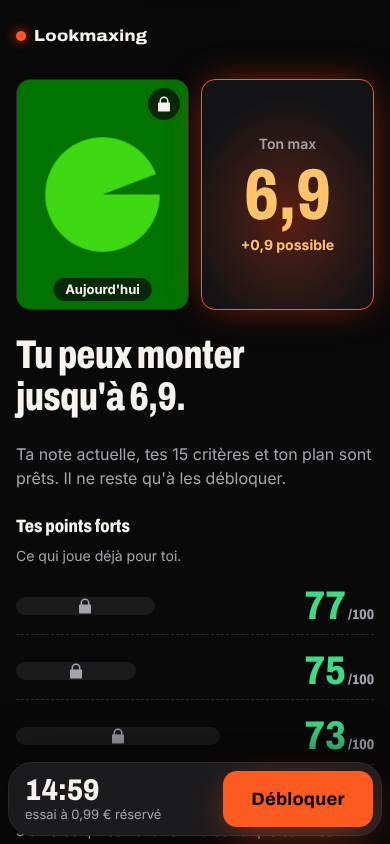 Lookmaxing
Aujourd'hui
Ton max
6,9
+0,9 possible
Tu peux monter
jusqu'à 6,9.
Ta note actuelle, tes 15 critères et ton plan sont
prêts. Il ne reste qu'à les débloquer.
Tes points forts
Ce qui joue déjà pour toi.
77/100
75/100
73/100
14:59
essai à 0,99 € réservé
Débloquer